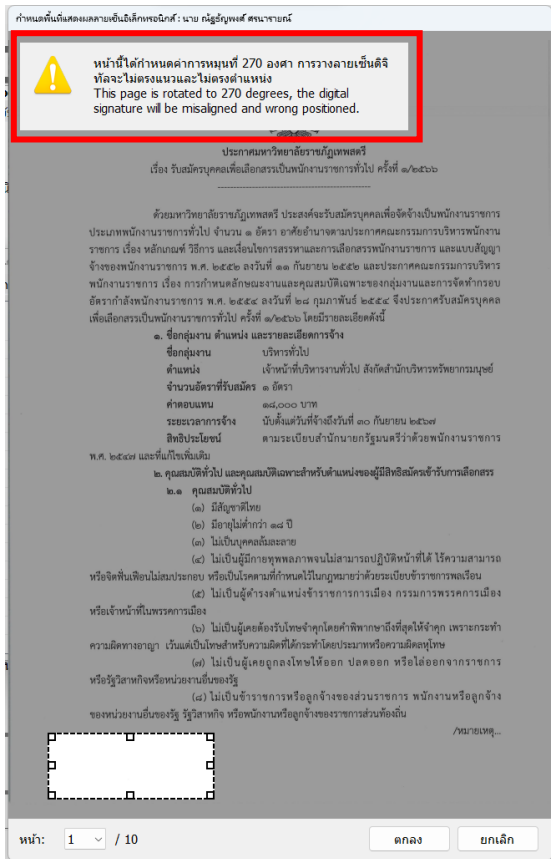 กำหนดพื้นที่แสดงผลลายเซ็นอิเล็กทรอนิกส์ : นาย ณัฐธัญพงศ์ ศรนารายณ์
หน้านี้ได้กำหนดค่าการหมุนที่ 270 องศา การวางลายเซ็นดิจิ
ทัลจะไม่ตรงแนวและไม่ตรงตำแหน่ง
This page is rotated to 270 degrees, the digital
signature will be misaligned and wrong positioned.
ประกาศมหาวิทยาลัยราชภัฏเทพสตรี
เรื่อง รับสมัครบุคคลเพื่อเลือกสรรเป็นพนักงานราชการทั่วไป ครั้งที่ ๑/๒๕๖๖
ด้วยมหาวิทยาลัยราชภัฏเทพสตรี ประสงค์จะรับสมัครบุคคลเพื่อจัดจ้างเป็นพนักงานราชการ
ประเภทพนักงานราชการทั่วไป จำนวน ๑ อัตรา อาศัยอำนาจตามประกาศคณะกรรมการบริหารพนักงาน
ราชการ เรื่อง หลักเกณฑ์ วิธีการ และเงื่อนไขการสรรหาและการเลือกสรรพนักงานราชการ และแบบสัญญา
จ้างของพนักงานราชการ พ.ศ. ๒๕๕๒ ลงวันที่ ๑๑ กันยายน ๒๕๕๒ และประกาศคณะกรรมการบริหาร
พนักงานราชการ เรื่อง การกำหนดลักษณะงานและคุณสมบัติเฉพาะของกลุ่มงานและการจัดทำกรอบ
อัตรากำลังพนักงานราชการ พ.ศ. ๒๕๕๔ ลงวันที่ ๒๘ กุมภาพันธ์ ๒๕๕๔ จึงประกาศรับสมัครบุคคล
เพื่อเลือกสรรเป็นพนักงานราชการทั่วไป ครั้งที่ ๑/๒๕๖๖ โดยมีรายละเอียดดังนี้
๑. ชื่อกลุ่มงาน ตำแหน่ง และรายละเอียดการจ้าง
ชื่อกลุ่มงาน บริหารทั่วไป
ตำแหน่ง เจ้าหน้าที่บริหารงานทั่วไป สังกัดสำนักบริหารทรัพยากรมนุษย์
จำนวนอัตราที่รับสมัคร ๑ อัตรา
ค่าตอบแทน ๑๘,๐๐๐ บาท
ระยะเวลาการจ้าง นับตั้งแต่วันที่จ้างถึงวันที่ ๓๐ กันยายน ๒๕๖๗
สิทธิประโยชน์ ตามระเบียบสำนักนายกรัฐมนตรีว่าด้วยพนักงานราชการ
พ.ศ. ๒๕๔๗ และที่แก้ไขเพิ่มเติม
๒. คุณสมบัติทั่วไป และคุณสมบัติเฉพาะสำหรับตำแหน่งของผู้มีสิทธิสมัครเข้ารับการเลือกสรร
๒.๑ คุณสมบัติทั่วไป
(๑) มีสัญชาติไทย
(๒) มีอายุไม่ต่ำกว่า ๑๘ ปี
(๓) ไม่เป็นบุคคลล้มละลาย
(๔) ไม่เป็นผู้มีกายทุพพลภาพจนไม่สามารถปฏิบัติหน้าที่ได้ ไร้ความสามารถ
หรือจิตฟั่นเฟือนไม่สมประกอบ หรือเป็นโรคตามที่กำหนดไว้ในกฎหมายว่าด้วยระเบียบข้าราชการพลเรือน
(๕) ไม่เป็นผู้ดำรงตำแหน่งข้าราชการการเมือง กรรมการพรรคการเมือง
หรือเจ้าหน้าที่ในพรรคการเมือง
(๖) ไม่เป็นผู้เคยต้องรับโทษจำคุกโดยคำพิพากษาถึงที่สุดให้จำคุก เพราะกระทำ
ความผิดทางอาญา เว้นแต่เป็นโทษสำหรับความผิดที่ได้กระทำโดยประมาทหรือความผิดลหุโทษ
(๗) ไม่เป็นผู้เคยถูกลงโทษให้ออก ปลดออก หรือไล่ออกจากราชการ
หรือรัฐวิสาหกิจหรือหน่วยงานอื่นของรัฐ
(๘) ไม่เป็นข้าราชการหรือลูกจ้างของส่วนราชการ พนักงานหรือลูกจ้าง
ของหน่วยงานอื่นของรัฐ รัฐวิสาหกิจ หรือพนักงานหรือลูกจ้างของราชการส่วนท้องถิ่น
/หมายเหตุ...
หน้า: 1 / 10 ตกลง ยกเลิก